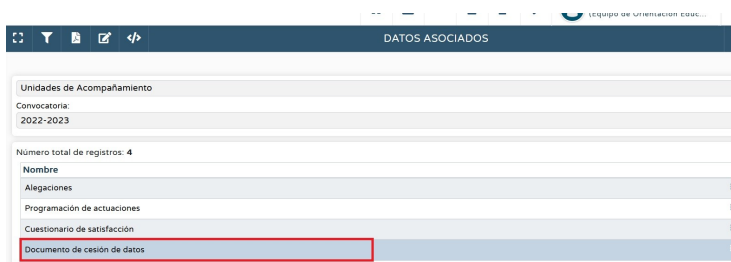 (Equipo de Orientación Educ...
DATOS ASOCIADOS
Unidades de Acompañamiento
Convocatoria:
2022-2023
Número total de registros: 4
Nombre
Alegaciones
Programación de actuaciones
Cuestionario de satisfacción
Documento de cesión de datos